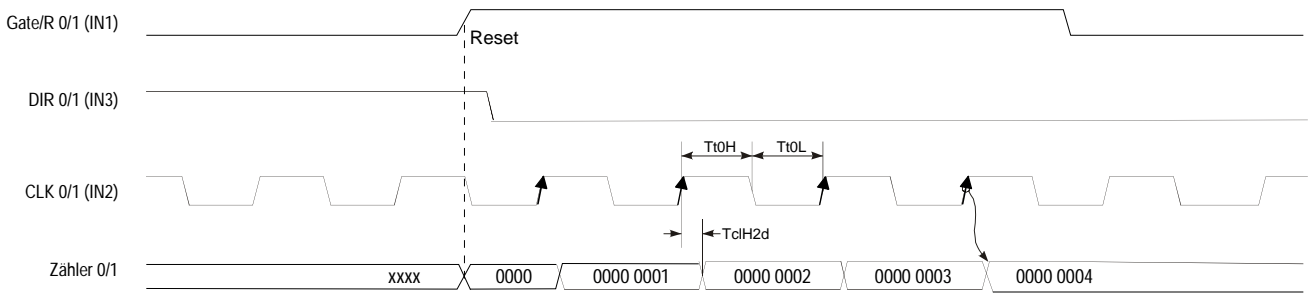 Gate/R 0/1 (IN1)
Reset
DIR 0/1 (IN3)
Tt0H Tt0L
CLK 0/1 (IN2)
TclH2d
Zähler 0/1 xxxx 0000 0000 0001 0000 0002 0000 0003 0000 0004